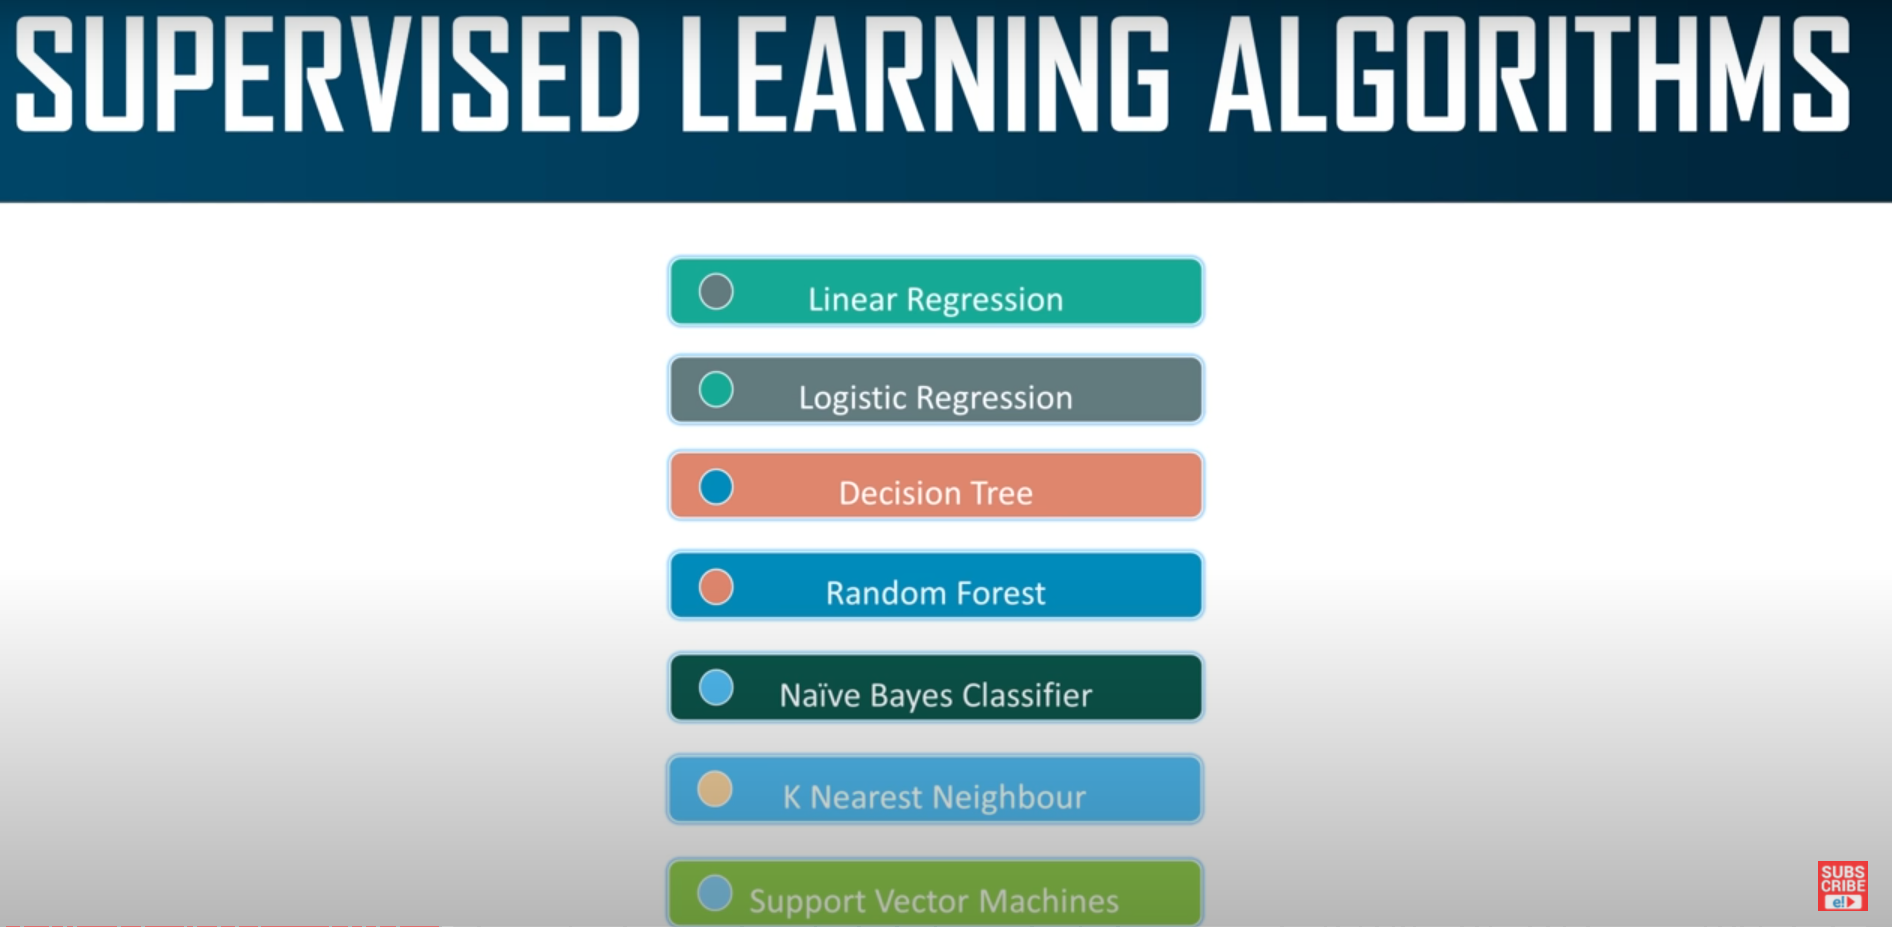 SUPERVISED LEARNING ALGORITHMS
Linear Regression
Logistic Regression
Decision Tree
Random Forest
Naïve Bayes Classifier
K Nearest Neighbour
Support Vector Machines
SUBS
CRIBE
e!